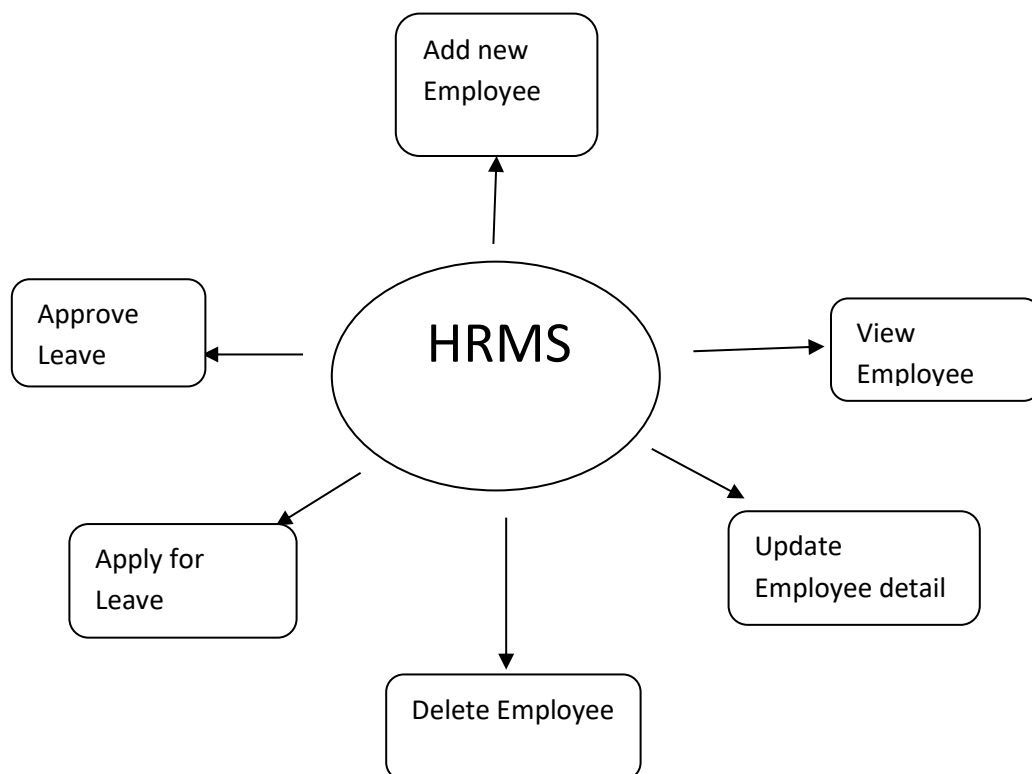 Add new
Employee
HRMS
Approve
Leave
View
Employee
Apply for
Leave
Update
Employee detail
Delete Employee